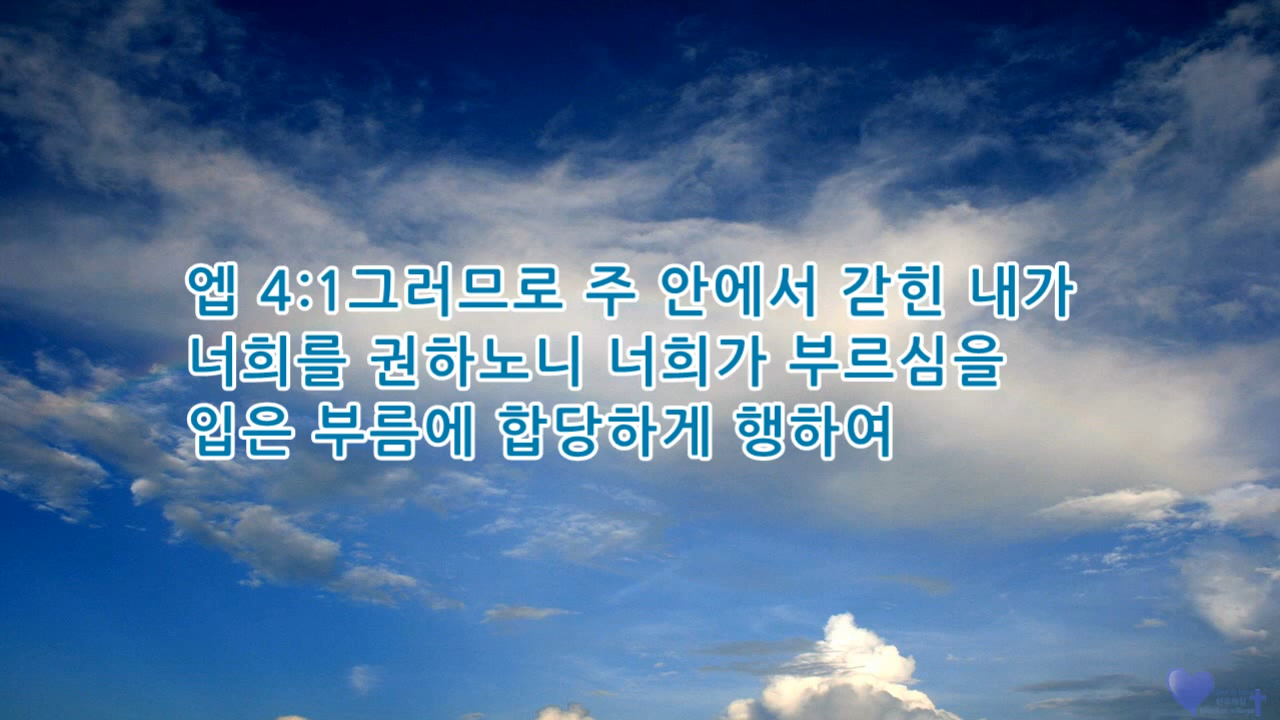 엡 4:1그러므로 주 안에서 갇힌 내가
너희를 권하노니 너희가 부르심을
입은 부름에 합당하게 행하여